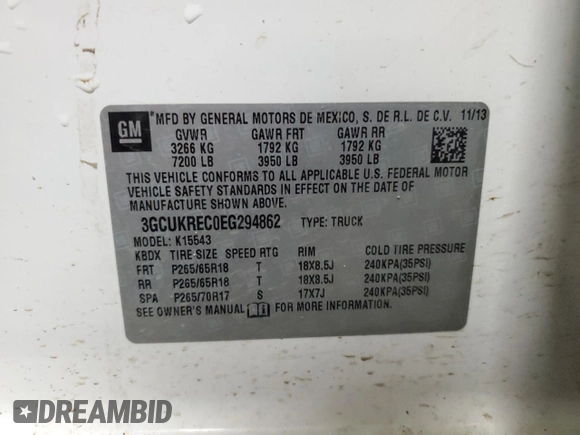 GM
*MFD BY GENERAL MOTORS DE MEXICO, S. DE R.L. DE C.V. 11/13
GVWR GAWR FRT GAWR RR
3266 KG 1792 KG 1792 KG
7200 LB 3950 LB 3950 LB
THIS VEHICLE CONFORMS TO ALL APPLICABLE U.S. FEDERAL MOTOR
VEHICLE SAFETY STANDARDS IN EFFECT ON THE DATE OF
MANUFACTURE SHOWN ABOVE.
3GCUKREC0EG294862 TYPE: TRUCK
MODEL: K15543
KBDX TIRE SIZE SPEED RTG RIM COLD TIRE PRESSURE
FRT P265/65R18 T 18X8.5J 240KPA(35PSI)
RR P265/65R18 T 18X8.5J 240KPA(35PSI)
SPA P265/70R17 S 17X7J 240KPA(35PSI)
SEE OWNER'S MANUAL FOR MORE INFORMATION.
DREAMBID